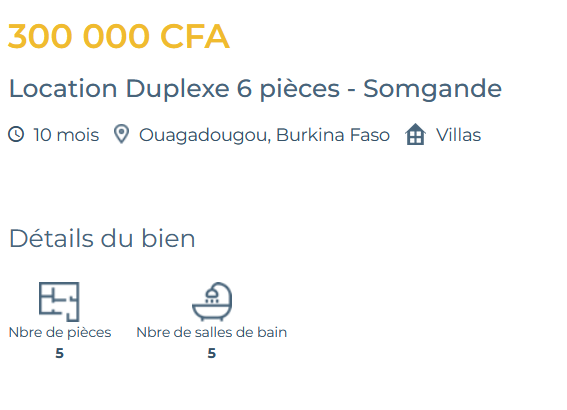 300 000 CFA
Location Duplexe 6 pièces - Somgande
10 mois Ouagadougou, Burkina Faso Villas
Détails du bien
Nbre de pièces Nbre de salles de bain
5 5